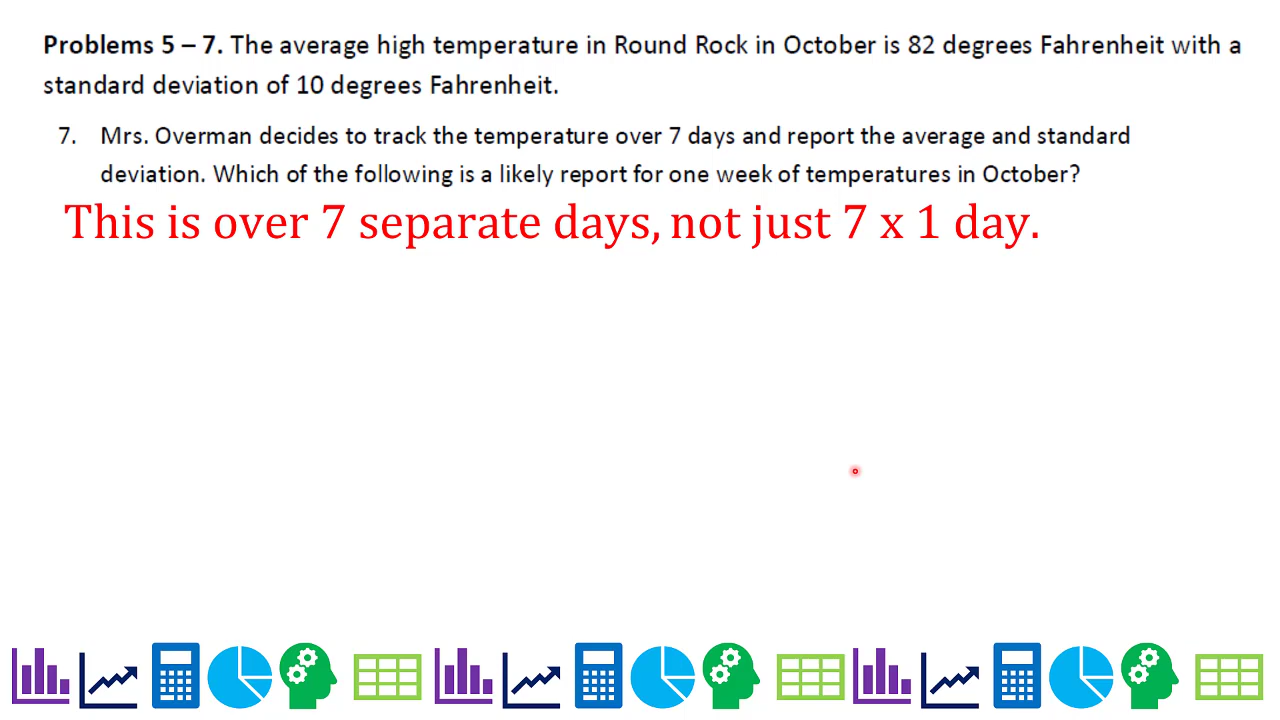 Problems 5 – 7. The average high temperature in Round Rock in October is 82 degrees Fahrenheit with a
standard deviation of 10 degrees Fahrenheit.
7. Mrs. Overman decides to track the temperature over 7 days and report the average and standard
deviation. Which of the following is a likely report for one week of temperatures in October?
This is over 7 separate days, not just 7 x 1 day.